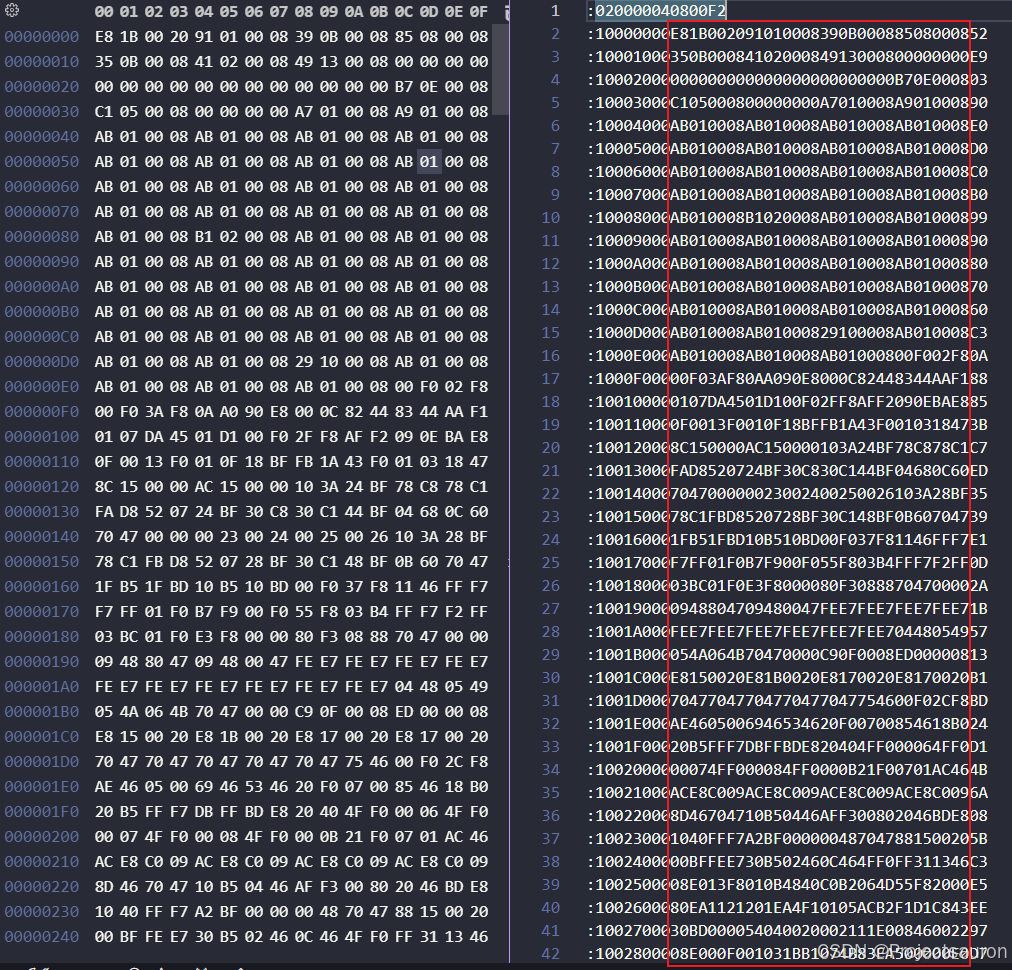 00 01 02 03 04 05 06 07 08 09 0A 0B 0C 0D 0E 0F
00000000 E8 1B 00 20 91 01 00 08 39 0B 00 08 85 08 00 08
00000010 35 0B 00 08 41 02 00 08 49 13 00 08 00 00 00 00
00000020 00 00 00 00 00 00 00 00 00 00 00 00 B7 0E 00 08
00000030 C1 05 00 08 00 00 00 00 A7 01 00 08 A9 01 00 08
00000040 AB 01 00 08 AB 01 00 08 AB 01 00 08 AB 01 00 08
00000050 AB 01 00 08 AB 01 00 08 AB 01 00 08 AB 01 00 08
00000060 AB 01 00 08 AB 01 00 08 AB 01 00 08 AB 01 00 08
00000070 AB 01 00 08 AB 01 00 08 AB 01 00 08 AB 01 00 08
00000080 AB 01 00 08 B1 02 00 08 AB 01 00 08 AB 01 00 08
00000090 AB 01 00 08 AB 01 00 08 AB 01 00 08 AB 01 00 08
000000A0 AB 01 00 08 AB 01 00 08 AB 01 00 08 AB 01 00 08
000000B0 AB 01 00 08 AB 01 00 08 AB 01 00 08 AB 01 00 08
000000C0 AB 01 00 08 AB 01 00 08 AB 01 00 08 AB 01 00 08
000000D0 AB 01 00 08 AB 01 00 08 29 10 00 08 AB 01 00 08
000000E0 AB 01 00 08 AB 01 00 08 AB 01 00 08 00 F0 02 F8
000000F0 00 F0 3A F8 0A A0 90 E8 00 0C 82 44 83 44 AA F1
00000100 01 07 DA 45 01 D1 00 F0 2F F8 AF F2 09 0E BA E8
00000110 0F 00 13 F0 01 0F 18 BF FB 1A 43 F0 01 03 18 47
00000120 8C 15 00 00 AC 15 00 00 10 3A 24 BF 78 C8 78 C1
00000130 FA D8 52 07 24 BF 30 C8 30 C1 44 BF 04 68 0C 60
00000140 70 47 00 00 00 23 00 24 00 25 00 26 10 3A 28 BF
00000150 78 C1 FB D8 52 07 28 BF 30 C1 48 BF 0B 60 70 47
00000160 1F B5 1F BD 10 B5 10 BD 00 F0 37 F8 11 46 FF F7
00000170 F7 FF 01 F0 B7 F9 00 F0 55 F8 03 B4 FF F7 F2 FF
00000180 03 BC 01 F0 E3 F8 00 00 80 F3 08 88 70 47 00 00
00000190 09 48 80 47 09 48 00 47 FE E7 FE E7 FE E7 FE E7
000001A0 FE E7 FE E7 FE E7 FE E7 FE E7 FE E7 04 48 05 49
000001B0 05 4A 06 4B 70 47 00 00 C9 0F 00 08 ED 00 00 08
000001C0 E8 15 00 20 E8 1B 00 20 E8 17 00 20 E8 17 00 20
000001D0 70 47 70 47 70 47 70 47 70 47 75 46 00 F0 2C F8
000001E0 AE 46 05 00 69 46 53 46 20 F0 07 00 85 46 18 B0
000001F0 20 B5 FF F7 DB FF BD E8 20 40 4F F0 00 06 4F F0
00000200 00 07 4F F0 00 08 4F F0 00 0B 21 F0 07 01 AC 46
00000210 AC E8 C0 09 AC E8 C0 09 AC E8 C0 09 AC E8 C0 09
00000220 8D 46 70 47 10 B5 04 46 AF F3 00 80 20 46 BD E8
00000230 10 40 FF F7 A2 BF 00 00 00 48 70 47 88 15 00 20
00000240 00 BF FE E7 30 B5 02 46 0C 46 4F F0 FF 31 13 46
1 :020000040800F2
2 :10000000E81B002091010008390B00088508000852
3 :10001000350B0008410200084913000800000000E9
4 :10002000000000000000000000000000B70E000803
5 :10003000C105000800000000A7010008A901000890
6 :10004000AB010008AB010008AB010008AB010008E0
7 :10005000AB010008AB010008AB010008AB010008D0
8 :10006000AB010008AB010008AB010008AB010008C0
9 :10007000AB010008AB010008AB010008AB010008B0
10 :10008000AB010008B1020008AB010008AB01000899
11 :10009000AB010008AB010008AB010008AB01000890
12 :1000A000AB010008AB010008AB010008AB01000880
13 :1000B000AB010008AB010008AB010008AB01000870
14 :1000C000AB010008AB010008AB010008AB01000860
15 :1000D000AB010008AB01000829100008AB010008C3
16 :1000E000AB010008AB010008AB01000800F002F80A
17 :1000F00000F03AF80AA090E8000C82448344AAF188
18 :100100000107DA4501D100F02FF8AFF2090EBAE885
19 :100110000F0013F0010F18BFFB1A43F0010318473B
20 :100120008C150000AC150000103A24BF78C878C1C7
21 :10013000FAD8520724BF30C830C144BF04680C60ED
22 :10014000704700000023002400250026103A28BF35
23 :1001500078C1FBD8520728BF30C148BF0B60704739
24 :100160001FB51FBD10B510BD00F037F81146FFF7E1
25 :10017000F7FF01F0B7F900F055F803B4FFF7F2FF0D
26 :1001800003BC01F0E3F8000080F30888704700002A
27 :100190000948804709480047FEE7FEE7FEE7FEE71B
28 :1001A000FEE7FEE7FEE7FEE7FEE7FEE70448054957
29 :1001B000054A064B70470000C90F0008ED00000813
30 :1001C000E8150020E81B0020E8170020E8170020B1
31 :1001D00070477047704770477047754600F02CF8BD
32 :1001E000AE4605006946534620F00700854618B024
33 :1001F00020B5FFF7DBFFBDE820404FF000064FF0D1
34 :1002000000074FF000084FF0000B21F00701AC464B
35 :10021000ACE8C009ACE8C009ACE8C009ACE8C0096A
36 :100220008D46704710B50446AFF300802046BDE808
37 :100230001040FFF7A2BF000000487047881500205B
38 :1002400000BFFEE730B502460C464FF0FF311346C3
39 :100250008E013F8010B4840C0B2064D55F82000E5
40 :1002600080EA1121201EA4F10105ACB2F1D1C843EE
41 :1002700030BD000054040020002111E00846002297
CSDN @Projectsauron